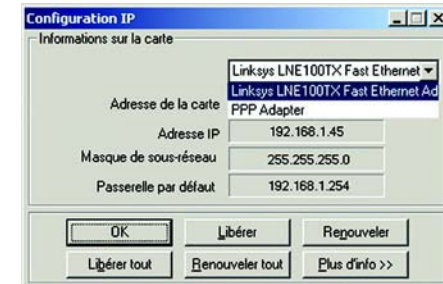 Configuration IP
Informations sur la carte
Linksys LNE100TX Fast Ethernet
Linksys LNE100TX Fast Ethernet Ad
PPP Adapter
Adresse de la carte
Adresse IP 192.168.1.45
Masque de sous-réseau 255.255.255.0
Passerelle par défaut 192.168.1.254
OK Libérer Renouveler
Libérer tout Renouveler tout Plus d'info >>